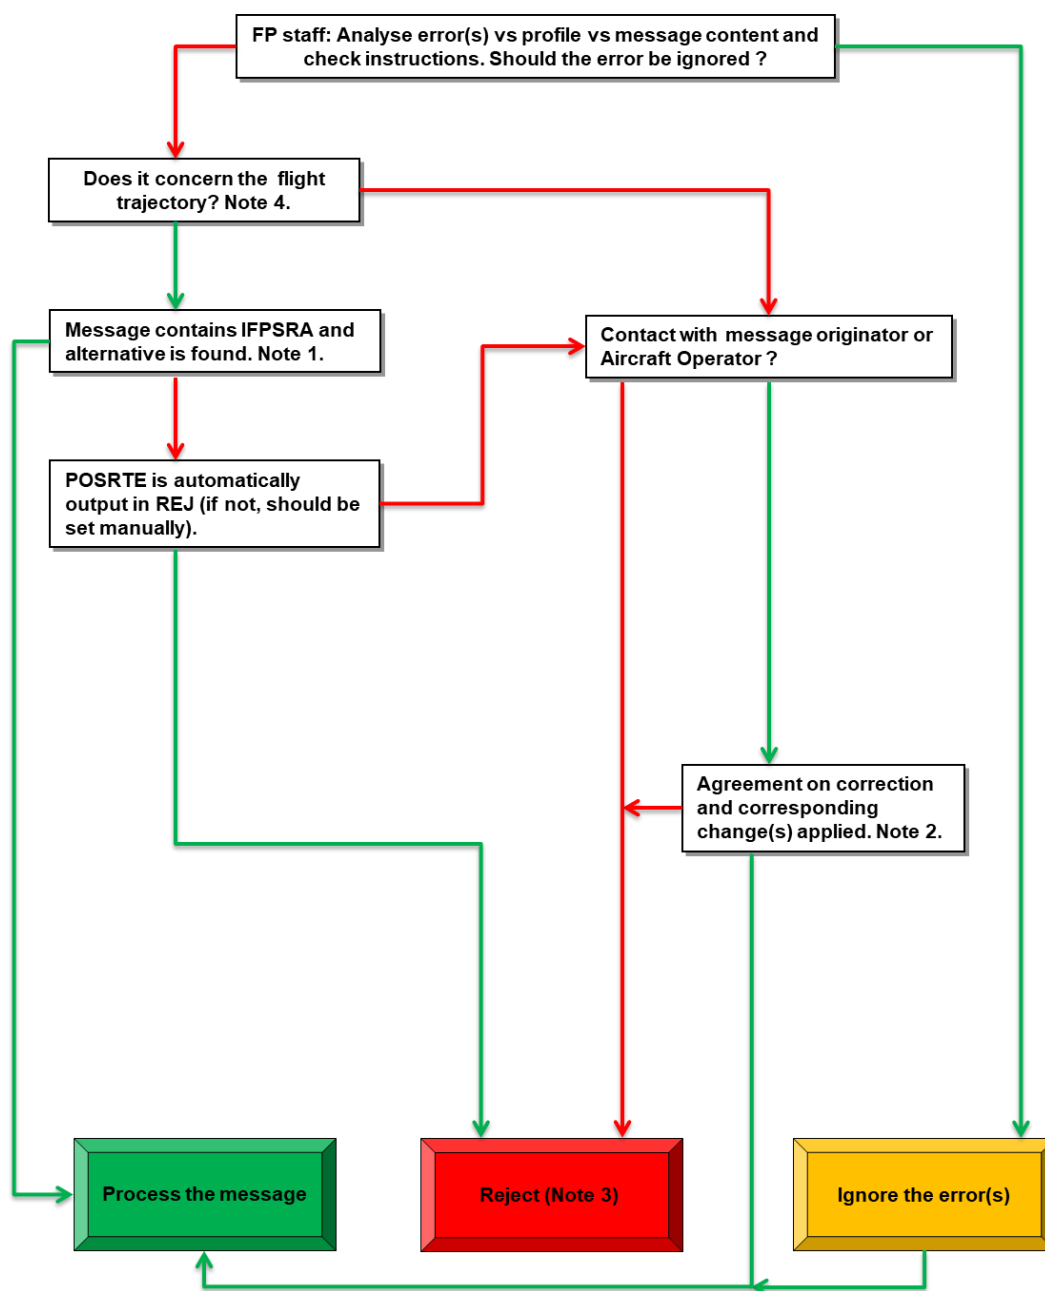 FP staff: Analyse error(s) vs profile vs message content and
check instructions. Should the error be ignored ?
Does it concern the flight
trajectory? Note 4.
Message contains IFPSRA and
alternative is found. Note 1.
Contact with message originator or
Aircraft Operator ?
POSRTE is automatically
output in REJ (if not, should be
set manually).
Agreement on correction
and corresponding
change(s) applied. Note 2.
Process the message
Reject (Note 3)
Ignore the error(s)